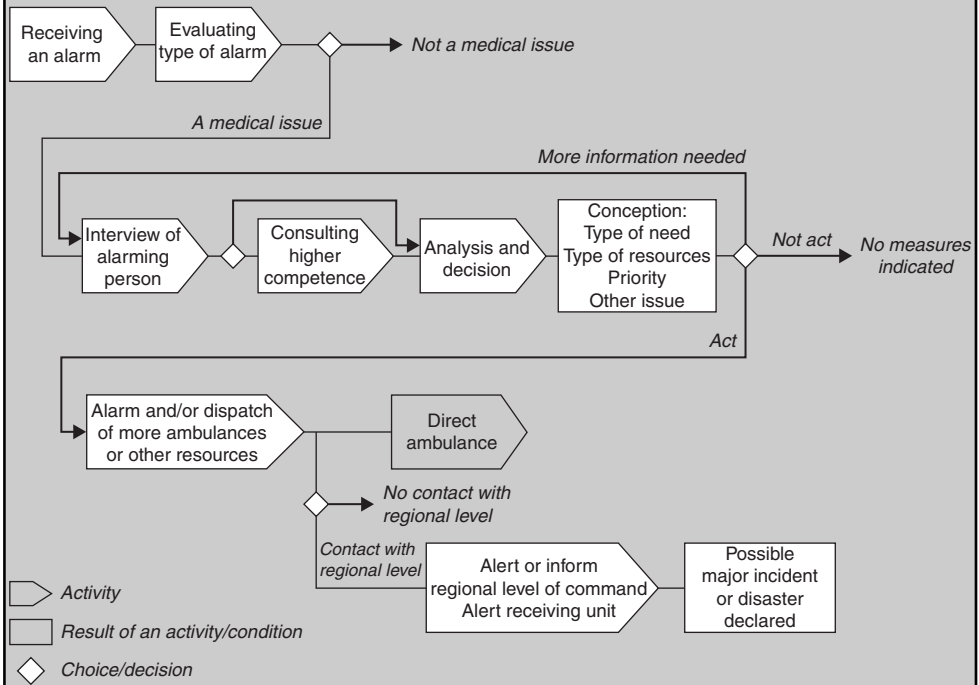 Receiving
an alarm
Evaluating
type of alarm
Not a medical issue
A medical issue
More information needed
Interview of
alarming
person
Consulting
higher
competence
Analysis and
decision
Conception:
Type of need
Type of resources
Priority
Other issue
Not act
No measures
indicated
Act
Alarm and/or dispatch
of more ambulances
or other resources
Direct
ambulance
No contact with
regional level
Contact with
regional level
Alert or inform
regional level of command
Alert receiving unit
Possible
major incident
or disaster
declared
Activity
Result of an activity/condition
Choice/decision